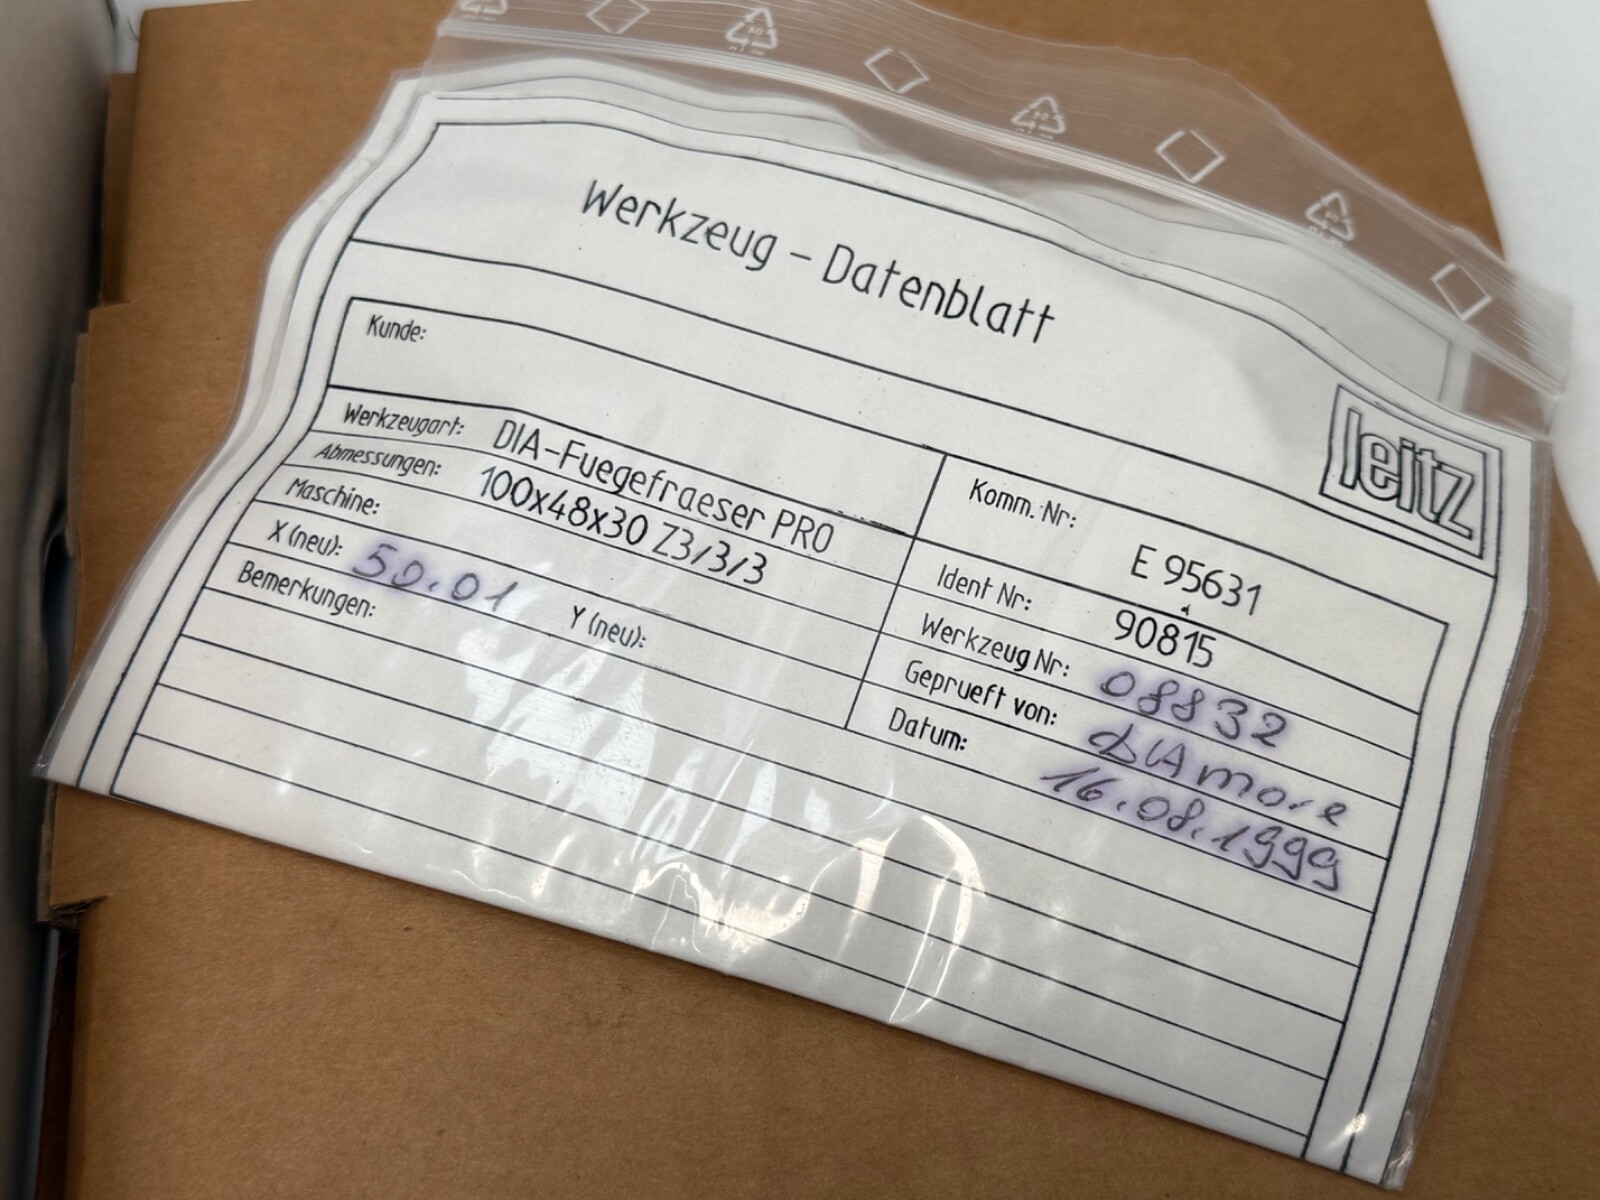 Werkzeug - Datenblatt
leitz
Kunde:
Komm. Nr: E 95631
Werkzeugart: DIA-Fuegefraeser PRO
Ident Nr: 90815
Abmessungen: 100x48x30 Z3/3/3
Werkzeug Nr: 08832
Maschine:
Geprueft von:
X (neu): 50.01 Y (neu):
Datum: 16.08.1999
Bemerkungen: